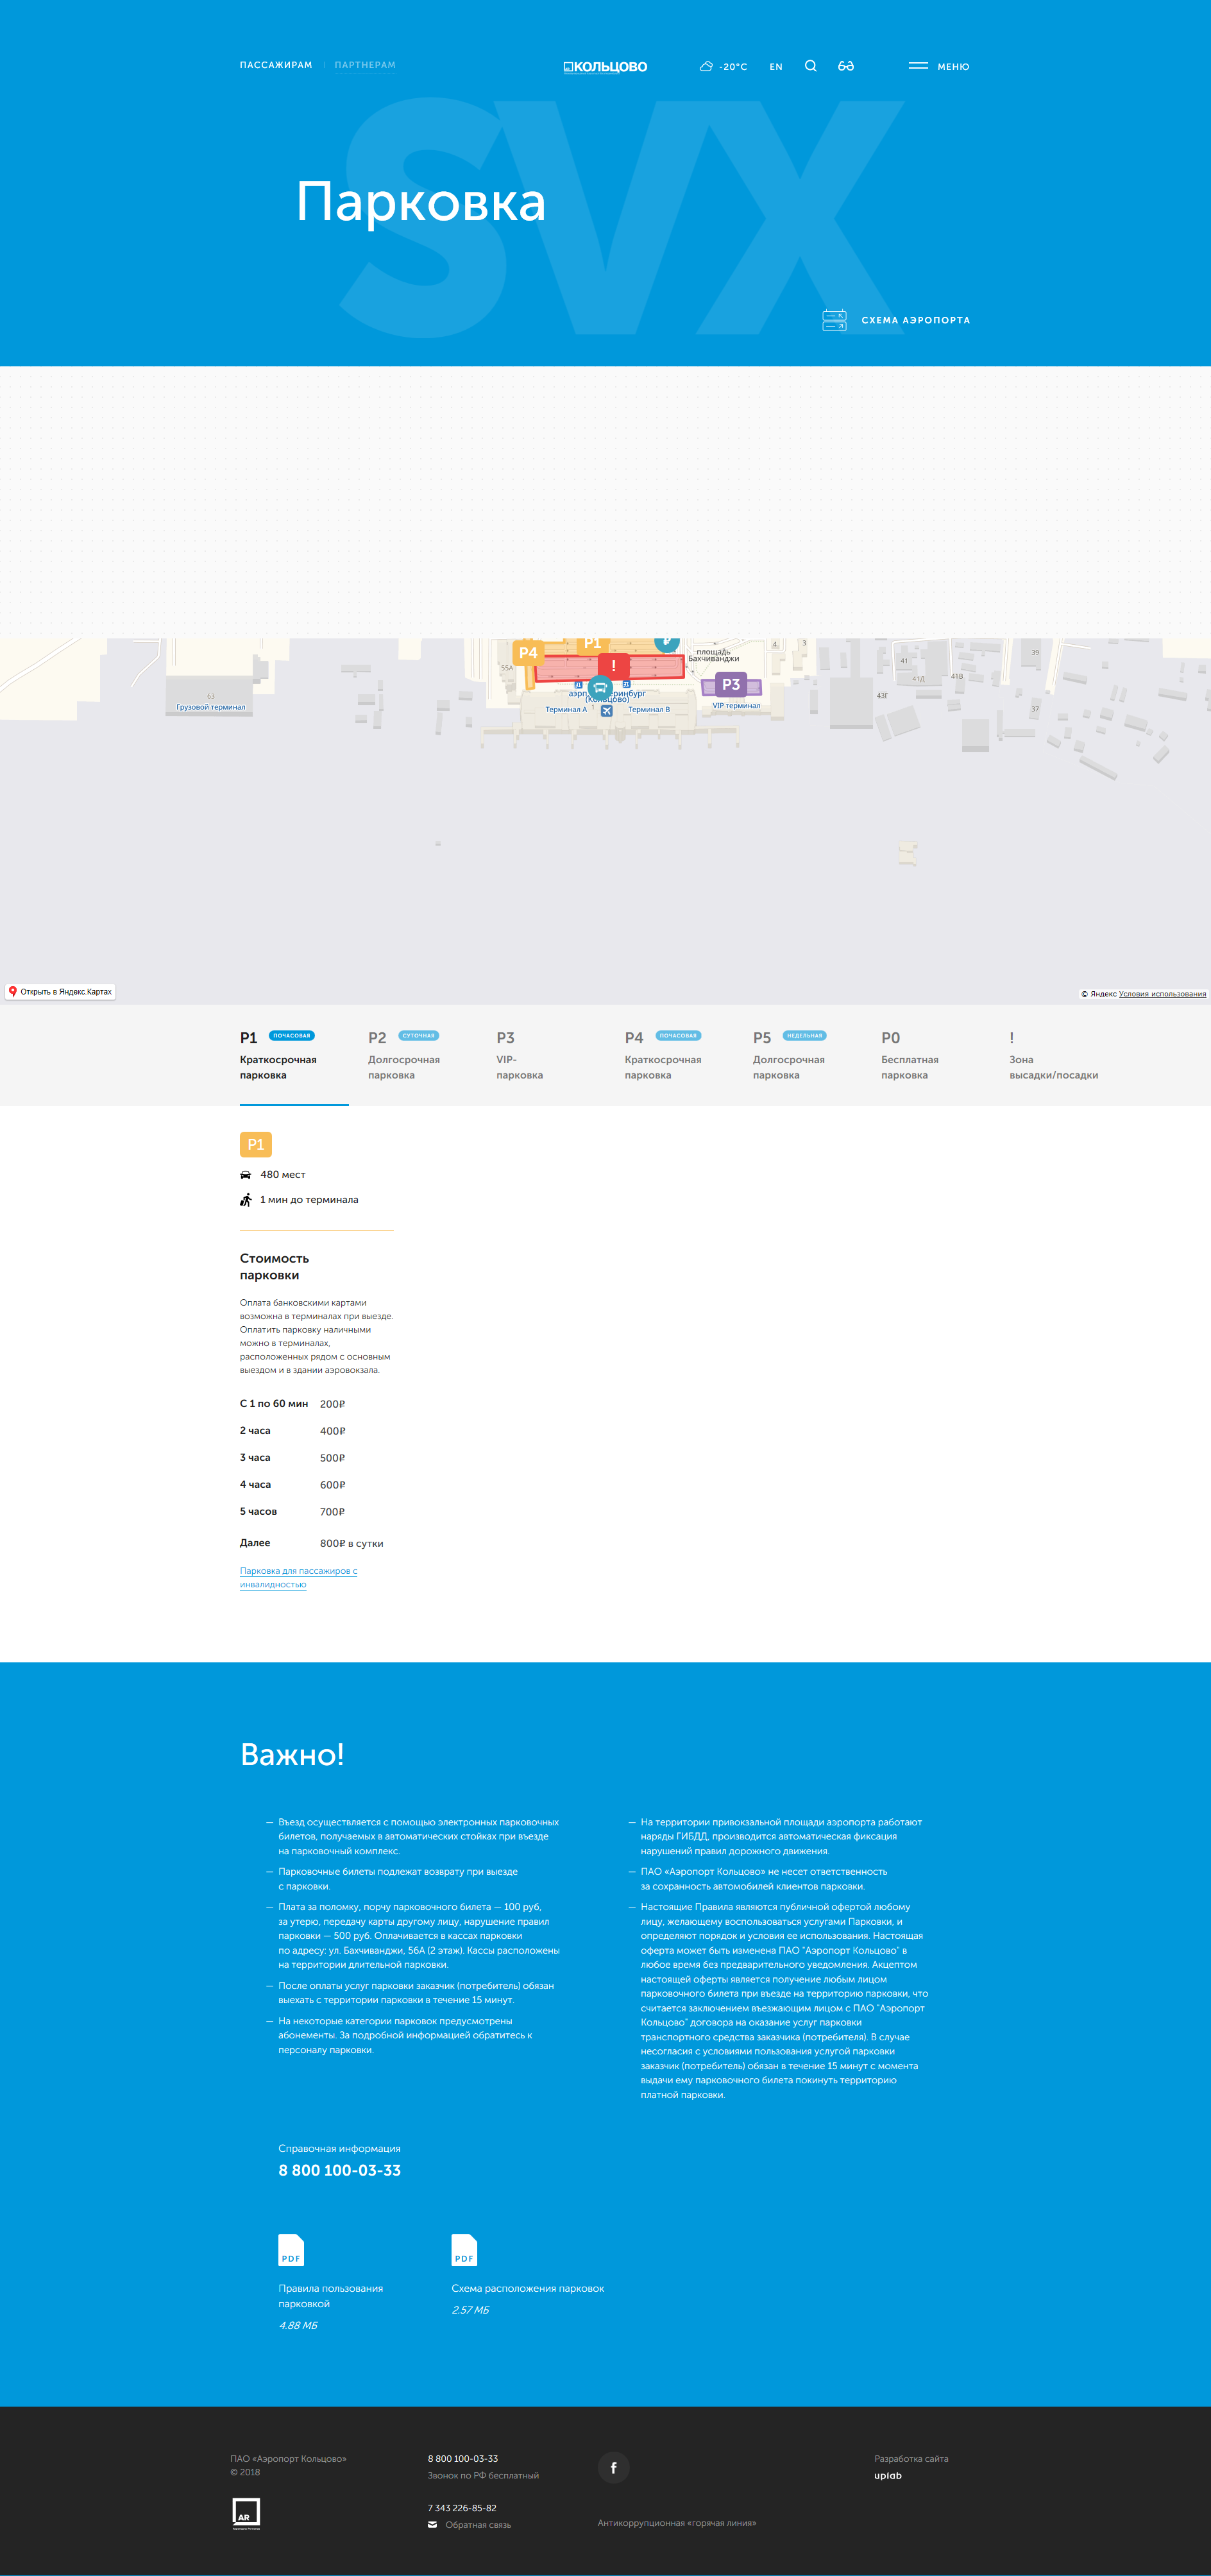 ПАССАЖИРАМ
ПАРТНЕРАМ
КОЛЬЦОВО
-20°C
EN
МЕНЮ
SVX
Парковка
СХЕМА АЭРОПОРТА
P4
P1
₽
!
P3
площадь
Бахчиванджи
55А
4
3
41
41Д
41В
39
43Г
37
63
Грузовой терминал
(Кольцово)
Терминал А
1
Терминал В
VIP терминал
Открыть в Яндекс.Картах
© Яндекс Условия использования
P1 ПОЧАСОВАЯ
Краткосрочная
парковка
P2 СУТОЧНАЯ
Долгосрочная
парковка
P3
VIP-
парковка
P4 ПОЧАСОВАЯ
Краткосрочная
парковка
P5 НЕДЕЛЬНАЯ
Долгосрочная
парковка
P0
Бесплатная
парковка
!
Зона
высадки/посадки
P1
480 мест
1 мин до терминала
Стоимость
парковки
Оплата банковскими картами
возможна в терминалах при выезде.
Оплатить парковку наличными
можно в терминалах,
расположенных рядом с основным
выездом и в здании аэровокзала.
С 1 по 60 мин 200₽
2 часа 400₽
3 часа 500₽
4 часа 600₽
5 часов 700₽
Далее 800₽ в сутки
Парковка для пассажиров с
инвалидностью
Важно!
— Въезд осуществляется с помощью электронных парковочных
билетов, получаемых в автоматических стойках при въезде
на парковочный комплекс.
— Парковочные билеты подлежат возврату при выезде
с парковки.
— Плата за поломку, порчу парковочного билета — 100 руб,
за утерю, передачу карты другому лицу, нарушение правил
парковки — 500 руб. Оплачивается в кассах парковки
по адресу: ул. Бахчиванджи, 56А (2 этаж). Кассы расположены
на территории длительной парковки.
— После оплаты услуг парковки заказчик (потребитель) обязан
выехать с территории парковки в течение 15 минут.
— На некоторые категории парковок предусмотрены
абонементы. За подробной информацией обратитесь к
персоналу парковки.
— На территории привокзальной площади аэропорта работают
наряды ГИБДД, производится автоматическая фиксация
нарушений правил дорожного движения.
— ПАО «Аэропорт Кольцово» не несет ответственность
за сохранность автомобилей клиентов парковки.
— Настоящие Правила являются публичной офертой любому
лицу, желающему воспользоваться услугами Парковки, и
определяют порядок и условия ее использования. Настоящая
оферта может быть изменена ПАО "Аэропорт Кольцово" в
любое время без предварительного уведомления. Акцептом
настоящей оферты является получение любым лицом
парковочного билета при въезде на территорию парковки, что
считается заключением въезжающим лицом с ПАО "Аэропорт
Кольцово" договора на оказание услуг парковки
транспортного средства заказчика (потребителя). В случае
несогласия с условиями пользования услугой парковки
заказчик (потребитель) обязан в течение 15 минут с момента
выдачи ему парковочного билета покинуть территорию
платной парковки.
Справочная информация
8 800 100-03-33
PDF
Правила пользования
парковкой
4.88 МБ
PDF
Схема расположения парковок
2.57 МБ
ПАО «Аэропорт Кольцово»
© 2018
AR
8 800 100-03-33
Звонок по РФ бесплатный
7 343 226-85-82
Обратная связь
f
Антикоррупционная «горячая линия»
Разработка сайта
uplab